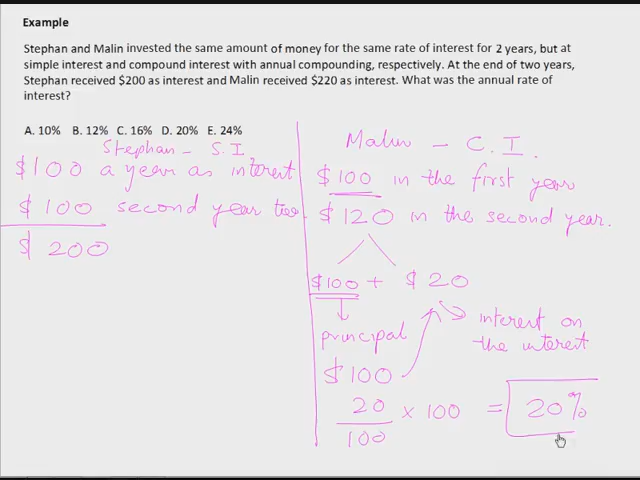 Example
Stephan and Malin invested the same amount of money for the same rate of interest for 2 years, but at
simple interest and compound interest with annual compounding, respectively. At the end of two years,
Stephan received $200 as interest and Malin received $220 as interest. What was the annual rate of
interest?
A. 10% B. 12% C. 16% D. 20% E. 24%
Stephan - S.I
$100 a year as interest
$100 second year too.
$ 200
Malin - C.I.
$100 in the first year
$120 in the second year.
$100 + $20
principal
interest on
the interest
$100
20
100
× 100 = 20%